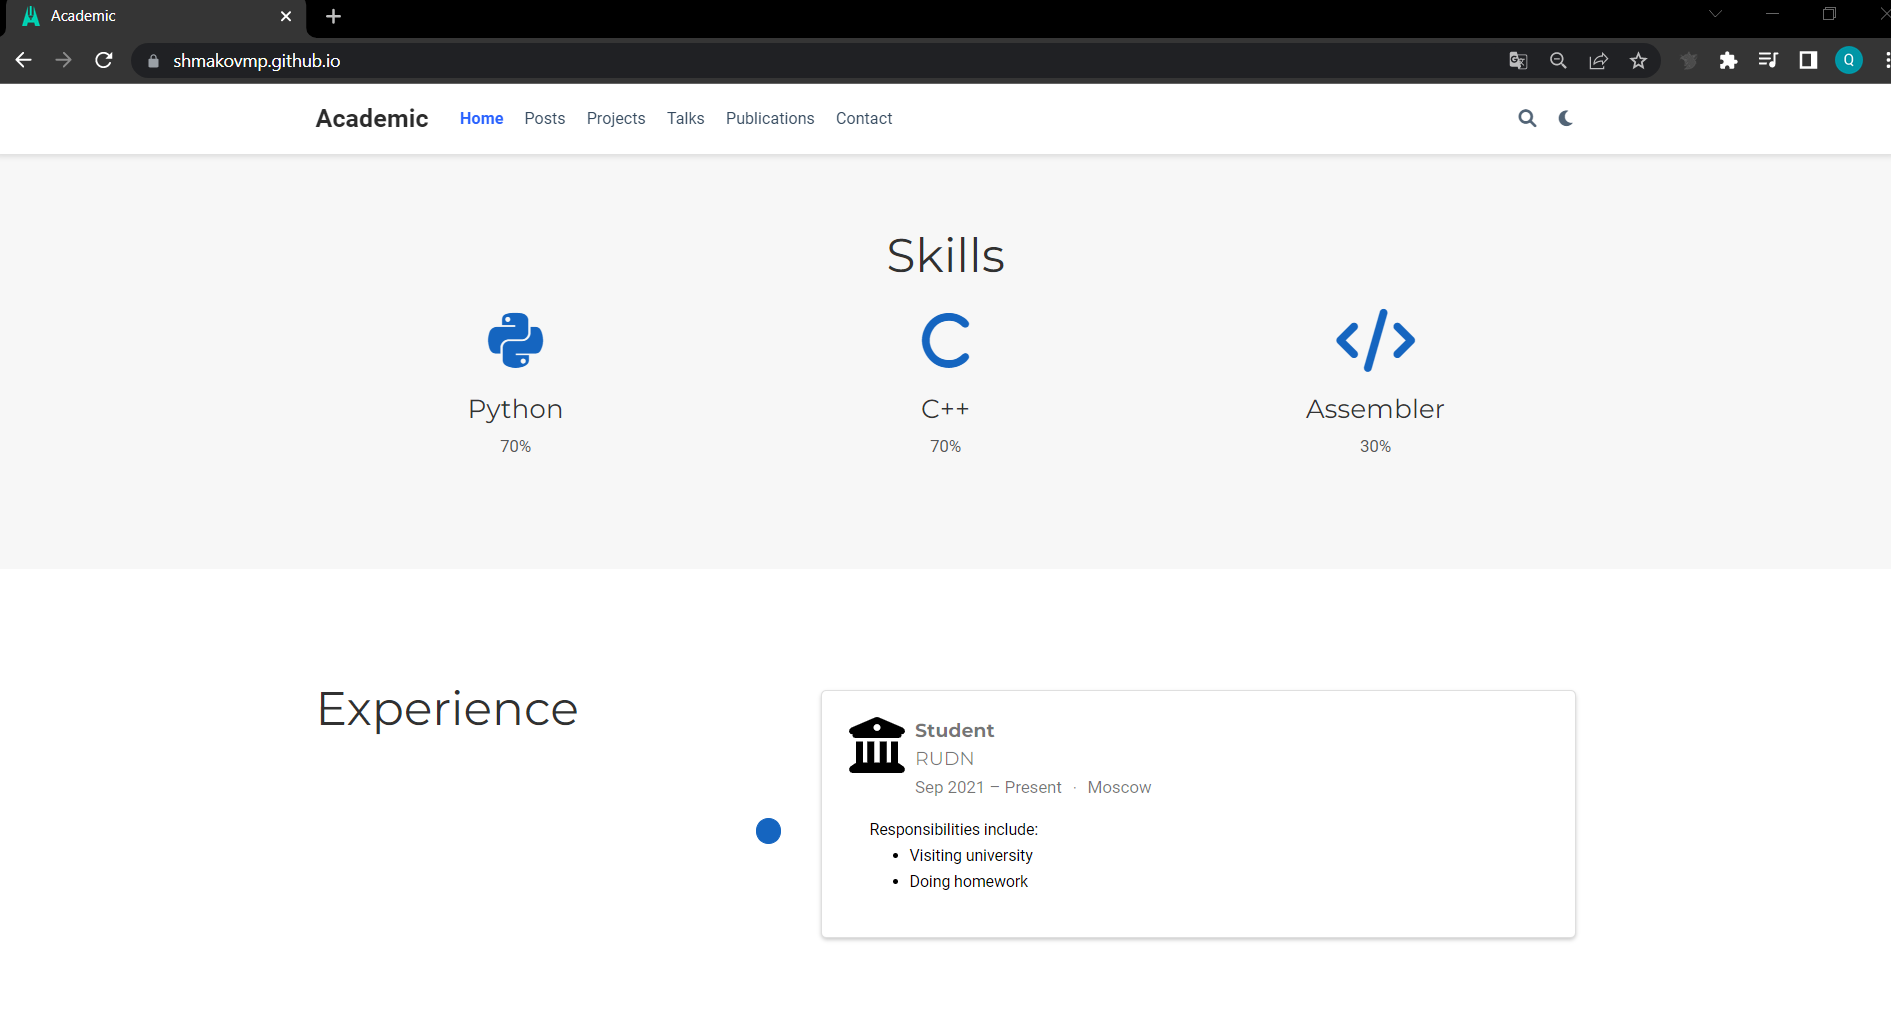 Academic
shmakovmp.github.io
Q
Academic Home Posts Projects Talks Publications Contact
Skills
Python C++ Assembler
70% 70% 30%
Experience
Student
RUDN
Sep 2021 – Present · Moscow
Responsibilities include:
• Visiting university
• Doing homework